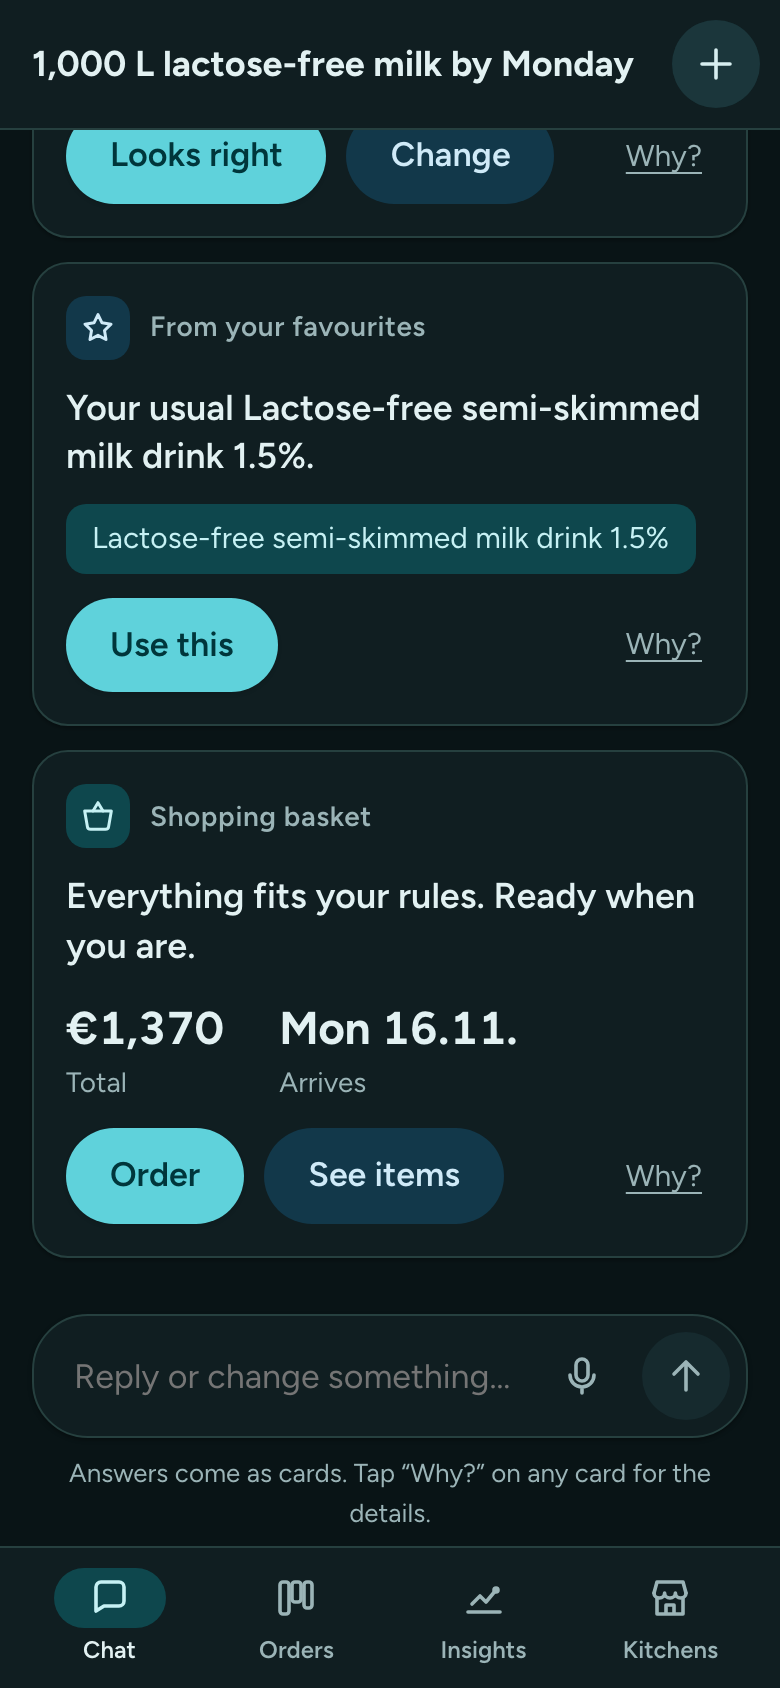 1,000 L lactose-free milk by Monday
Looks right
Change
Why?
From your favourites
Your usual Lactose-free semi-skimmed
milk drink 1.5%.
Lactose-free semi-skimmed milk drink 1.5%
Use this
Why?
Shopping basket
Everything fits your rules. Ready when
you are.
€1,370
Mon 16.11.
Total
Arrives
Order
See items
Why?
Reply or change something...
Answers come as cards. Tap “Why?” on any card for the
details.
Chat
Orders
Insights
Kitchens